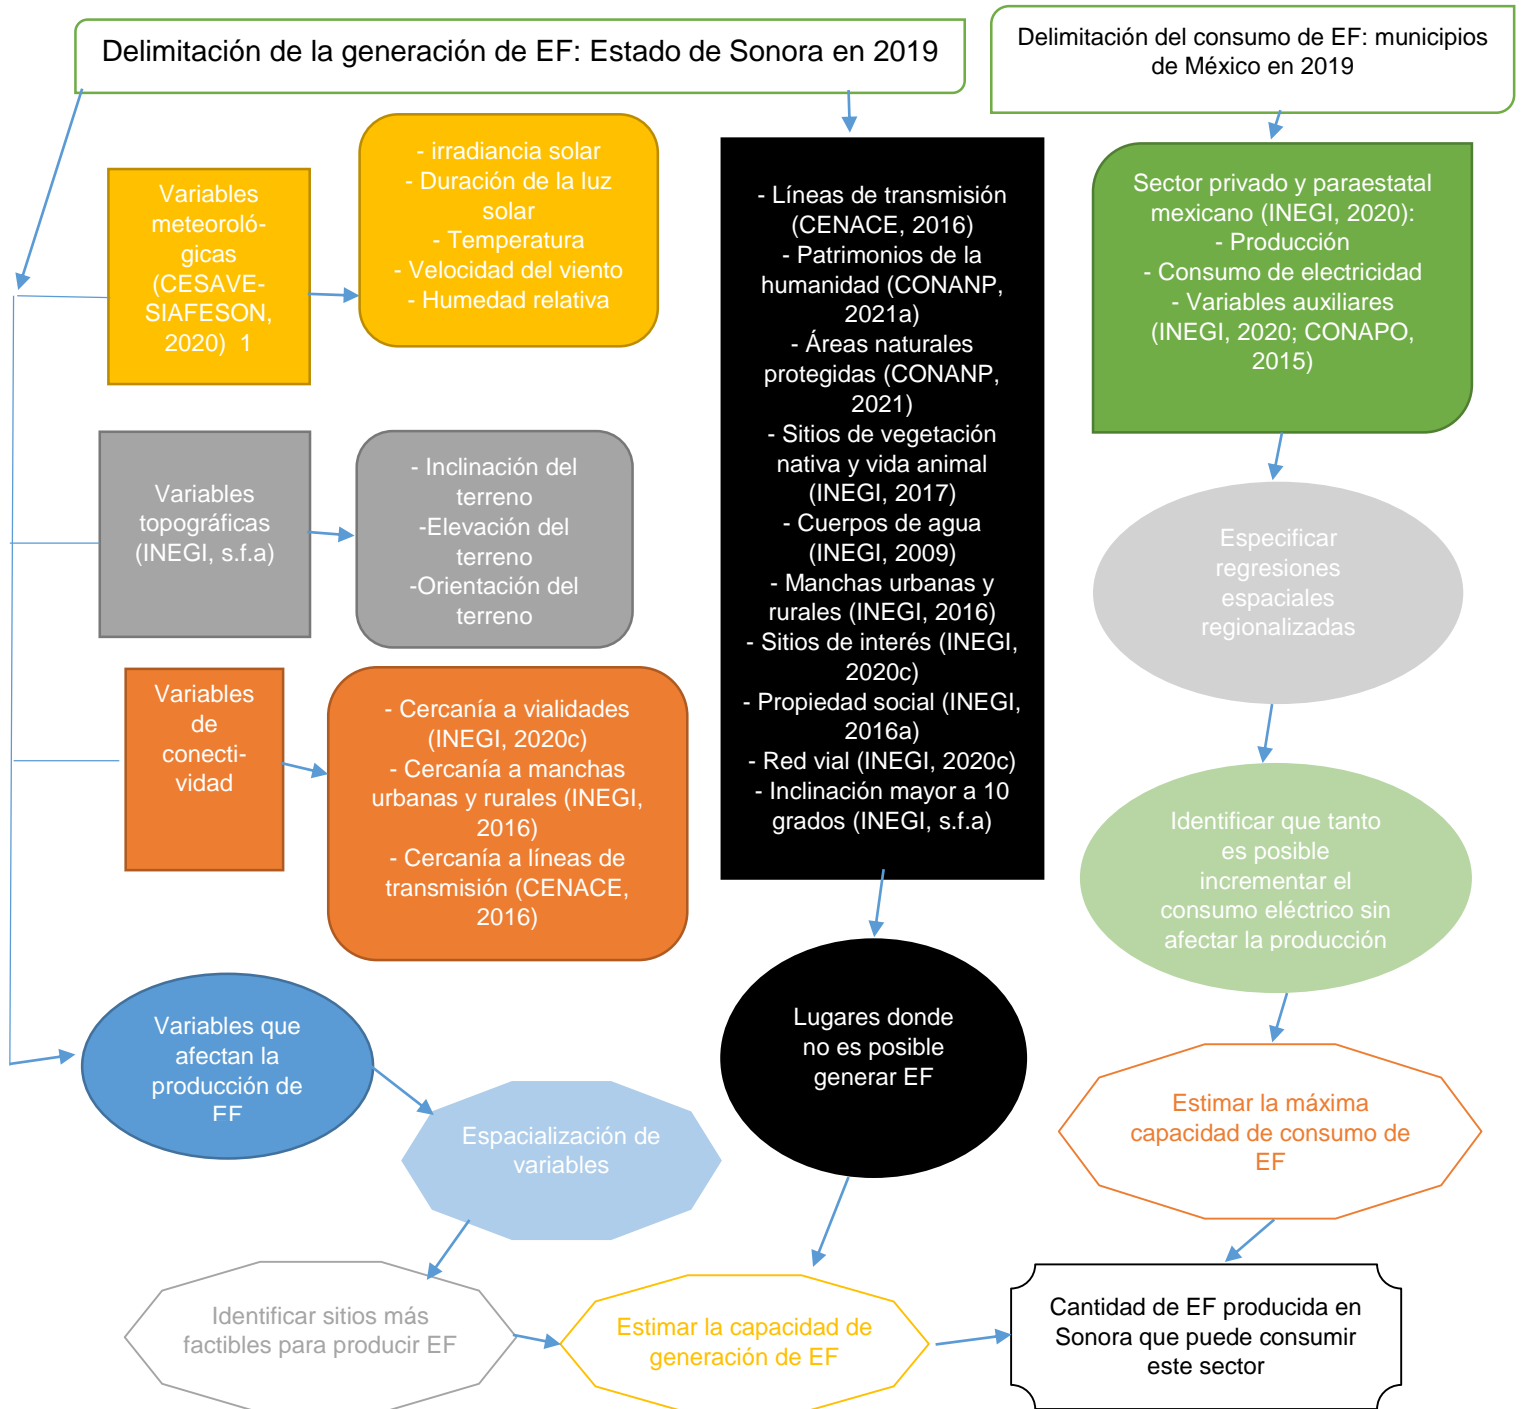 Delimitación de la generación de EF: Estado de Sonora en 2019
Delimitación del consumo de EF: municipios
de México en 2019
Variables
meteoroló-
gicas
(CESAVE-
SIAFESON,
2020)  1
- irradiancia solar
- Duración de la luz
solar
- Temperatura
- Velocidad del viento
- Humedad relativa
Variables
topográficas
(INEGI, s.f.a)
- Inclinación del
terreno
-Elevación del
terreno
-Orientación del
terreno
Variables
de
conecti-
vidad
- Cercanía a vialidades
(INEGI, 2020c)
- Cercanía a manchas
urbanas y rurales (INEGI,
2016)
- Cercanía a líneas de
transmisión (CENACE,
2016)
Variables que
afectan la
producción de
EF
Espacialización de
variables
Identificar sitios más
factibles para producir EF
- Líneas de transmisión
(CENACE, 2016)
- Patrimonios de la
humanidad (CONANP,
2021a)
- Áreas naturales
protegidas (CONANP,
2021)
- Sitios de vegetación
nativa y vida animal
(INEGI, 2017)
- Cuerpos de agua
(INEGI, 2009)
- Manchas urbanas y
rurales (INEGI, 2016)
- Sitios de interés (INEGI,
2020c)
- Propiedad social (INEGI,
2016a)
- Red vial (INEGI, 2020c)
- Inclinación mayor a 10
grados (INEGI, s.f.a)
Lugares donde
no es posible
generar EF
Estimar la capacidad de
generación de EF
Sector privado y paraestatal
mexicano (INEGI, 2020):
- Producción
- Consumo de electricidad
- Variables auxiliares
(INEGI, 2020; CONAPO,
2015)
Especificar
regresiones
espaciales
regionalizadas
Identificar que tanto
es posible
incrementar el
consumo eléctrico sin
afectar la producción
Estimar la máxima
capacidad de consumo de
EF
Cantidad de EF producida en
Sonora que puede consumir
este sector